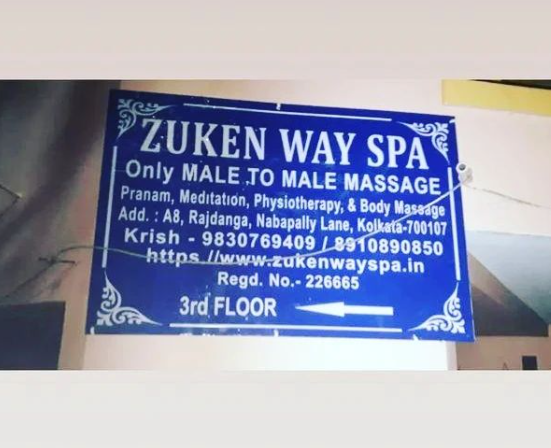 ZUKEN WAY SPA
Only MALE TO MALE MASSAGE
Pranam, Meditation, Physiotherapy, & Body Massage
Add. : A8, Rajdanga, Nabapally Lane, Kolkata-700107
Krish - 9830769409 / 8910890850
https //www.zukenwayspa.in
Regd. No.- 226665
3rd FLOOR